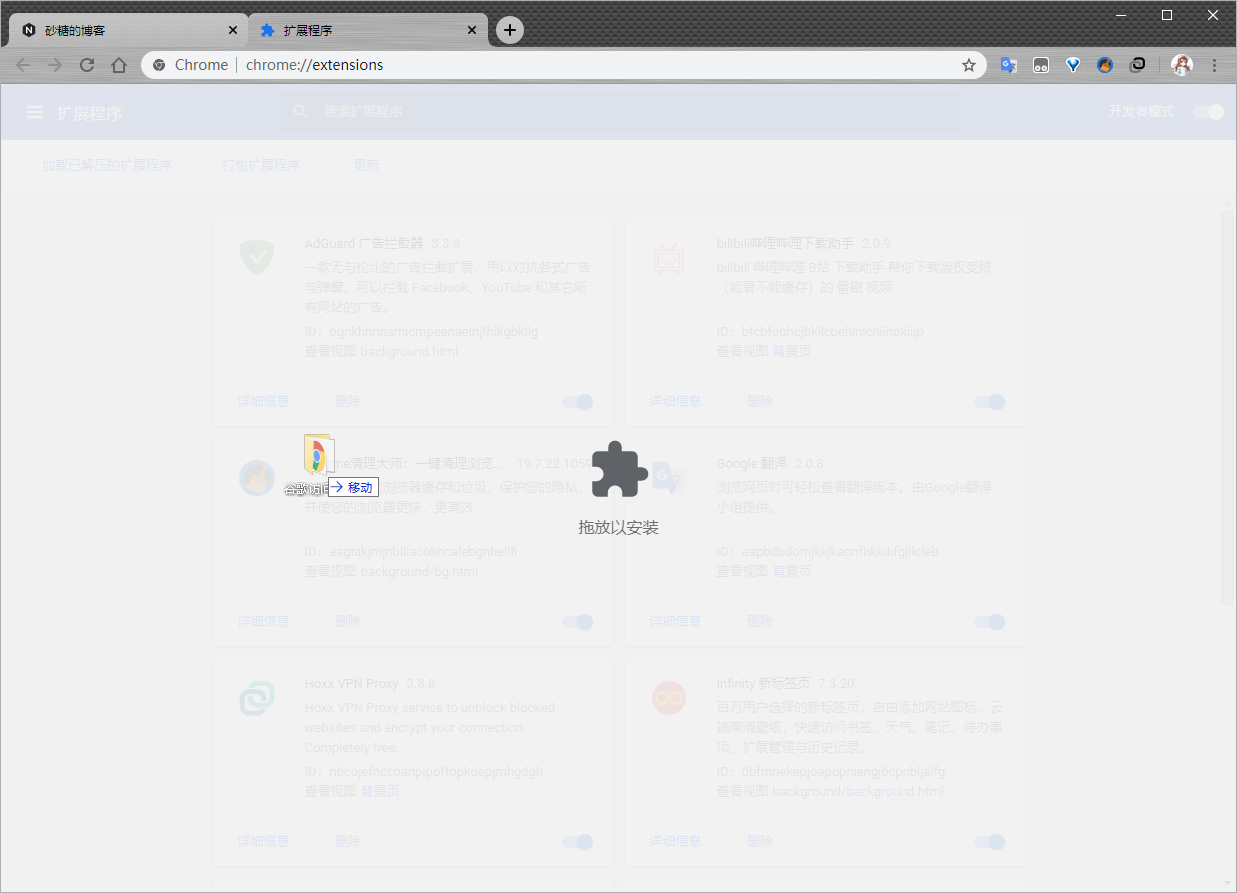 砂糖的博客
扩展程序
Chrome | chrome://extensions
扩展程序
搜索扩展程序
开发者模式
加载已解压的扩展程序
打包扩展程序
更新
AdGuard 广告拦截器 3.3.8
一款无与伦比的广告拦截扩展，用以对抗各式广告
与弹窗。可以拦截 Facebook、YouTube 和其它所
有网站的广告。
ID：bgnkhhnnamicmpeenaelnjfhikgbkllg
查看视图 background.html
详细信息
删除
bilibili哔哩哔哩下载助手 2.0.9
bilibili 哔哩哔哩 B站 下载助手 帮你下载版权受限
（能看不能缓存）的 番剧 视频
ID：bfcbfobhcjbkilcbehlnlchiinokiijp
查看视图 背景页
详细信息
删除
me清理大师：一键清理浏览... 19.7.22.1059
浏览器缓存和垃圾，保护您的隐私，
并使您的浏览器更快，更高效
ID：eagiakjmjnbliacokhcalebgnhellfi
查看视图 background/bg.html
详细信息
删除
谷歌访问
移动
拖放以安装
Google 翻译 2.0.8
浏览网页时可轻松查看翻译版本。由Google翻译
小组提供。
ID：aapbdbdomjkkjkaonfhkkikfgjllcleb
查看视图 背景页
详细信息
删除
Hoxx VPN Proxy 3.8.8
Hoxx VPN Proxy service to unblock blocked
websites and encrypt your connection.
Completely free.
ID：nbcojefnccbanplpoffopkoepjmhgdgh
查看视图 背景页
详细信息
删除
Infinity 新标签页 7.3.20
百万用户选择的新标签页，自由添加网站图标，云
端高清壁纸，快速访问书签、天气、笔记、待办事
项、扩展管理与历史记录。
ID：dbfmnekepjoapopniengjbcpnbljalfg
查看视图 background/background.html
详细信息
删除